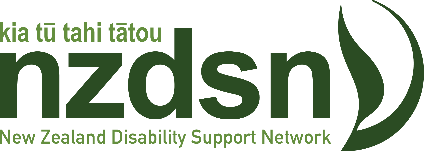 kia tū tahi tātou
nzdsn
New Zealand Disability Support Network